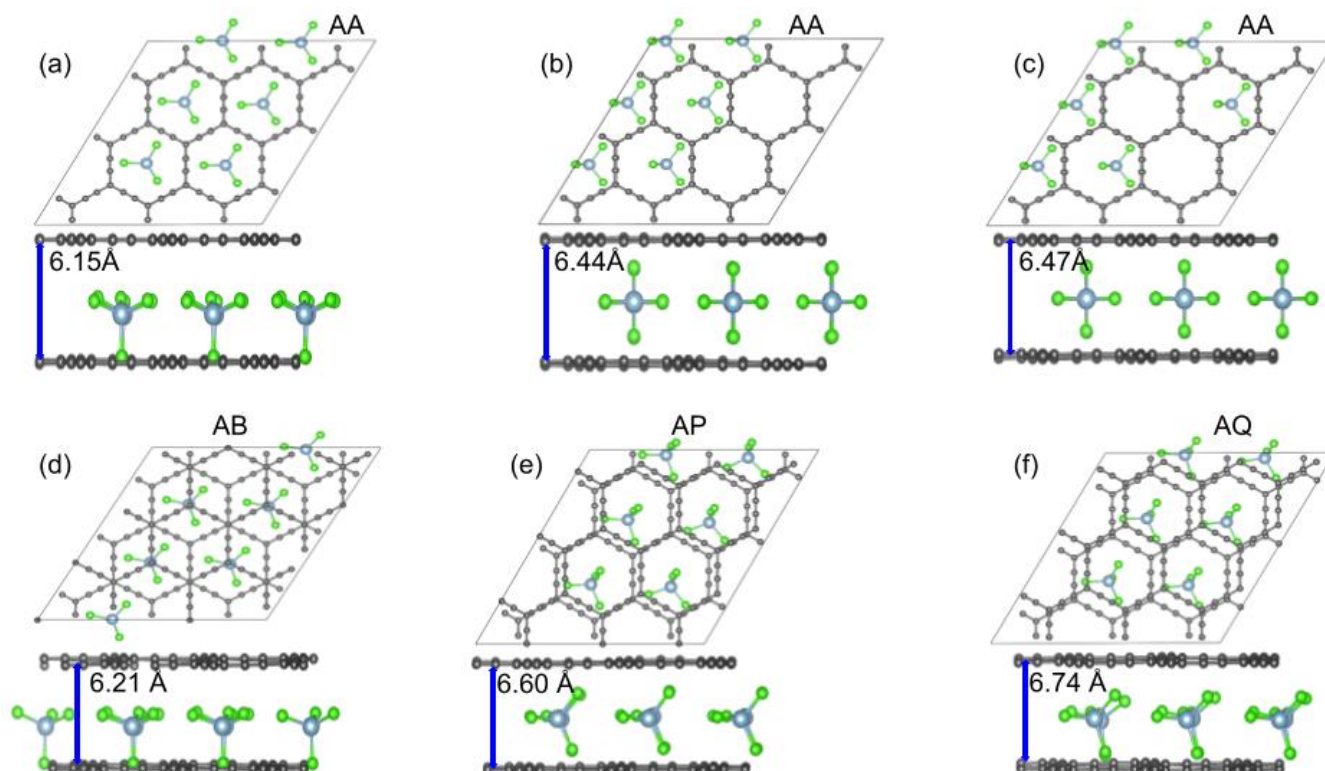 (a)
AA
6.15Å
(b)
AA
6.44Å
(c)
AA
6.47Å
(d)
AB
6.21 Å
(e)
AP
6.60 Å
(f)
AQ
6.74 Å